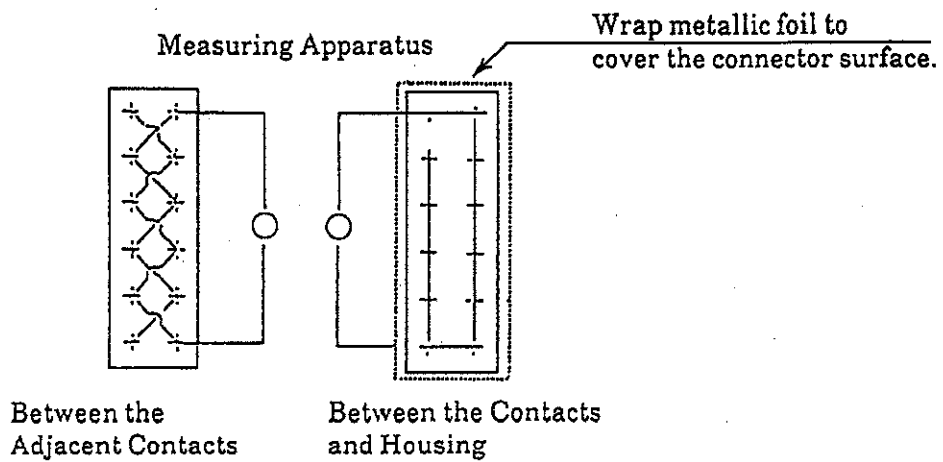 Wrap metallic foil to
cover the connector surface.
Measuring Apparatus
Between the
Adjacent Contacts
Between the Contacts
and Housing